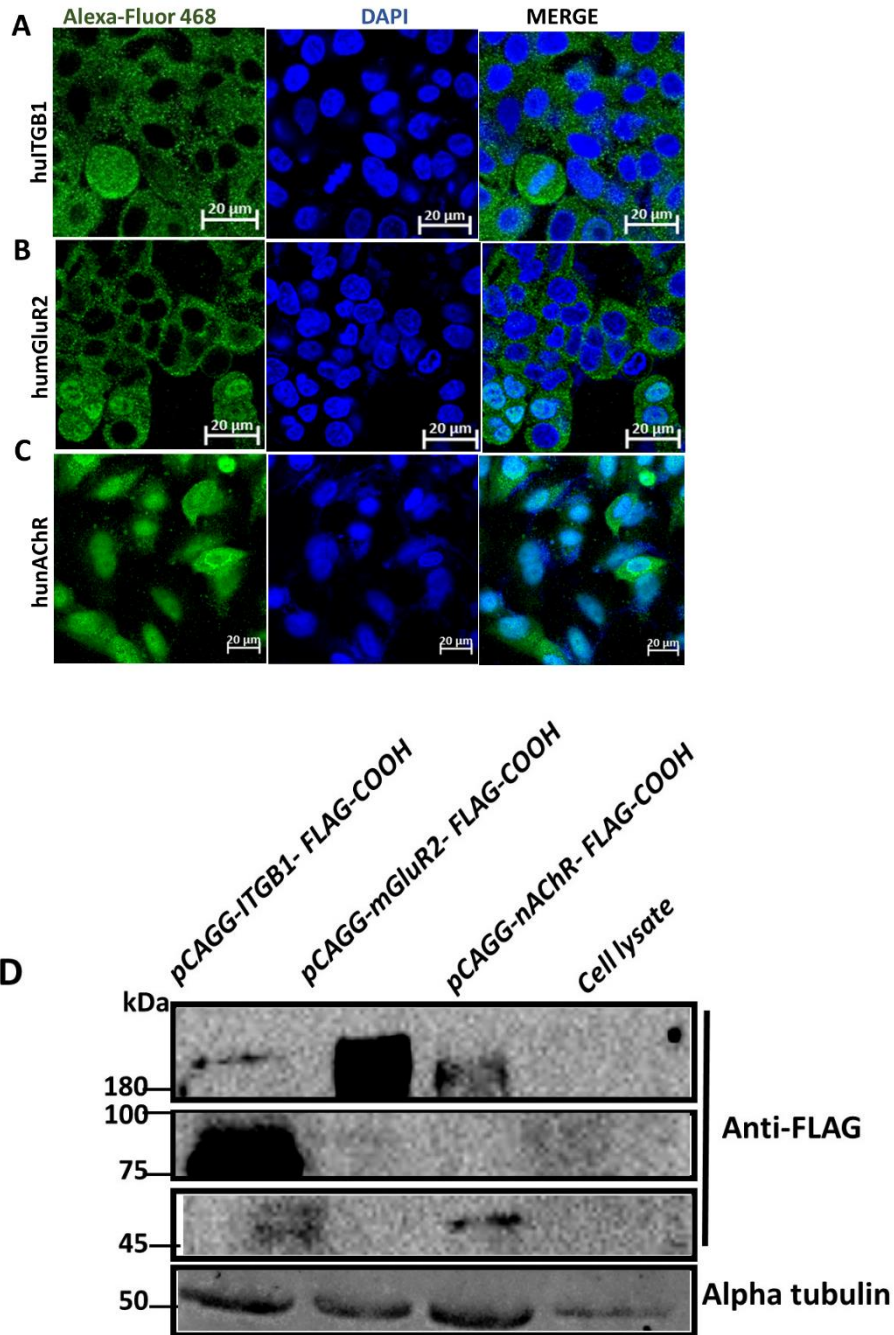 A
Alexa-Fluor 468 DAPI MERGE
huITGB1
20 µm 20 µm 20 µm
B
humGluR2
20 µm 20 µm 20 µm
C
hunAChR
20 µm 20 µm 20 µm
pCAGG-ITGB1- FLAG-COOH
pCAGG-mGluR2- FLAG-COOH
pCAGG-nAChR- FLAG-COOH
Cell lysate
D
kDa
180
100
Anti-FLAG
75
45
50 Alpha tubulin